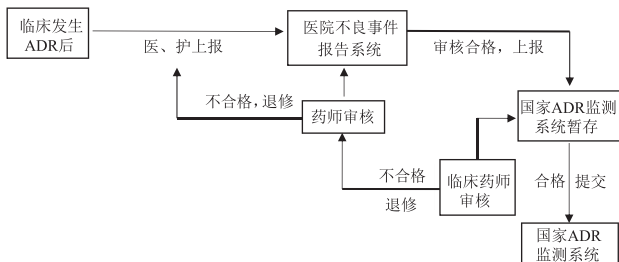 临床发生
ADR后
医、护上报
医院不良事件
报告系统
审核合格，上报
不合格，退修
药师审核
国家ADR监测
系统暂存
不合格
退修
临床药师
审核
合格
提交
国家ADR
监测系统